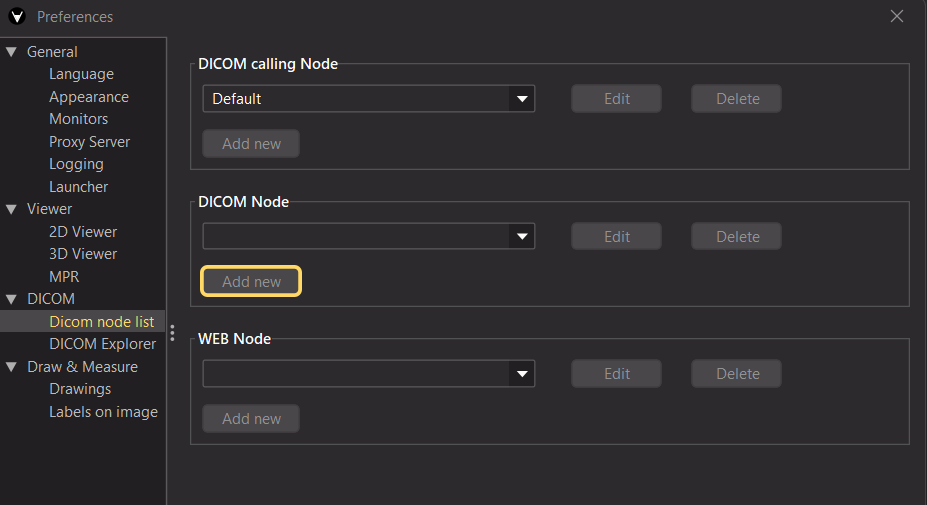 Preferences
General
Language
Appearance
Monitors
Proxy Server
Logging
Launcher
Viewer
2D Viewer
3D Viewer
MPR
DICOM
Dicom node list
DICOM Explorer
Draw & Measure
Drawings
Labels on image
DICOM calling Node
Default Edit Delete
Add new
DICOM Node
Edit Delete
Add new
WEB Node
Edit Delete
Add new